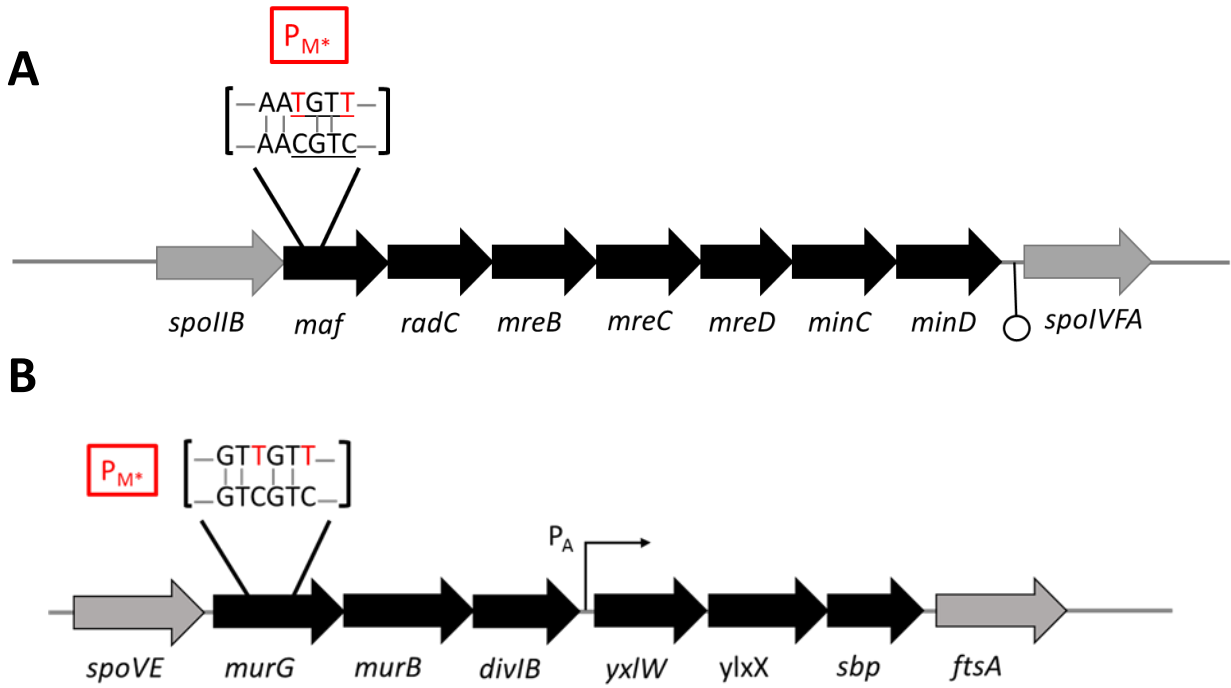 A
PM*
AATGTT
AACGTC
spoIIB maf radC mreB mreC mreD minC minD spoIVFA
B
PM*
GTTGTT
GTCGTC
PA
spoVE murG murB divIB yxlW ylxX sbp ftsA